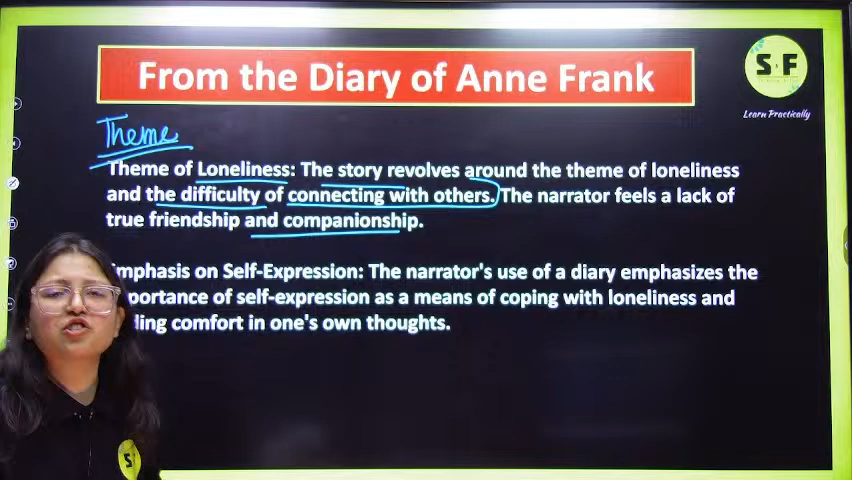 From the Diary of Anne Frank
S F
Learn Practically
Theme
Theme of Loneliness: The story revolves around the theme of loneliness
and the difficulty of connecting with others. The narrator feels a lack of
true friendship and companionship.
Emphasis on Self-Expression: The narrator's use of a diary emphasizes the
portance of self-expression as a means of coping with loneliness and
ding comfort in one's own thoughts.
S